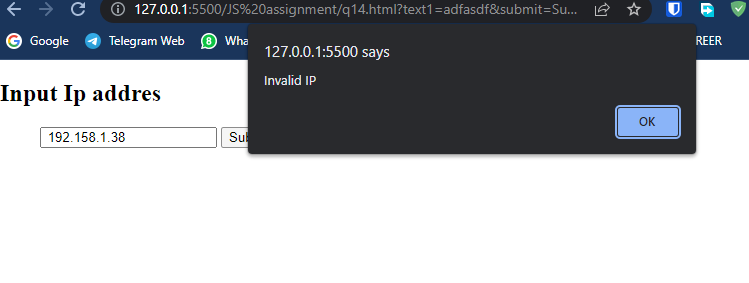 127.0.0.1:5500/JS%20assignment/q14.html?text1=adfasdf&submit=Su...
Google Telegram Web 8 Wha REER
127.0.0.1:5500 says
Invalid IP
OK
Input Ip addres
192.158.1.38 Sub